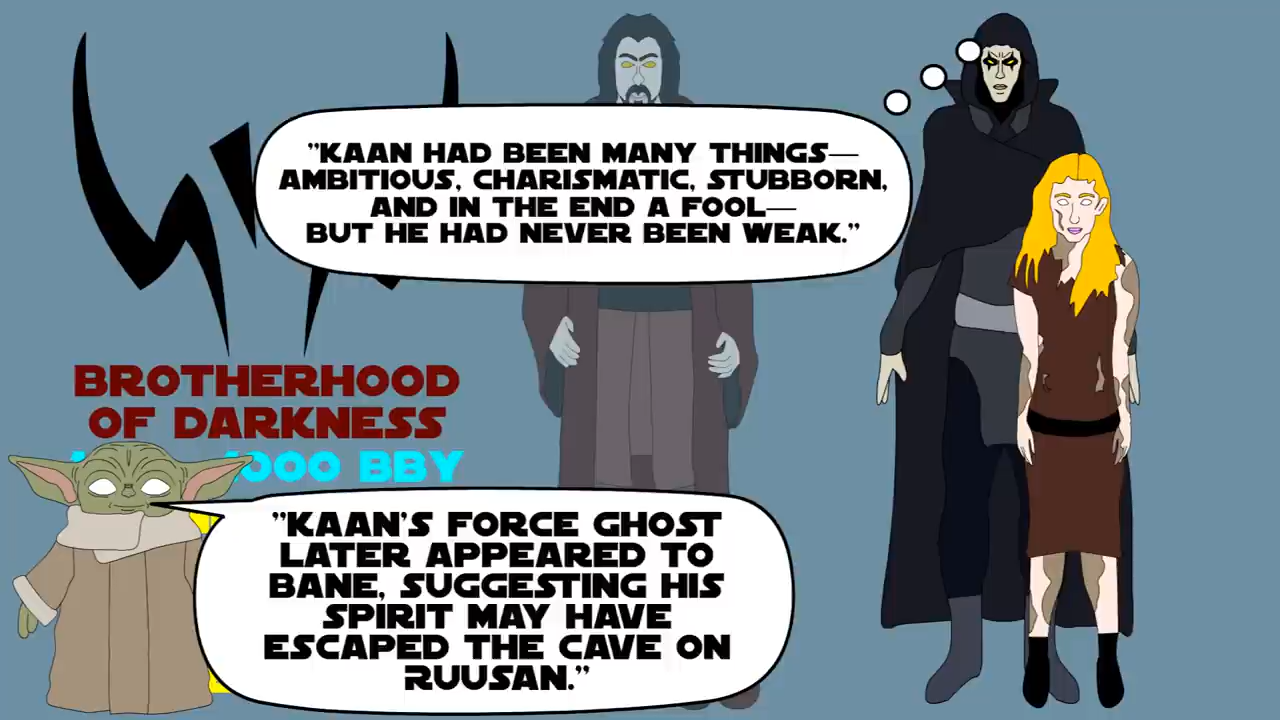 "KAAN HAD BEEN MANY THINGS—
AMBITIOUS, CHARISMATIC, STUBBORN,
AND IN THE END A FOOL—
BUT HE HAD NEVER BEEN WEAK."
BROTHERHOOD
OF DARKNESS
1000 BBY
"KAAN'S FORCE GHOST
LATER APPEARED TO
BANE, SUGGESTING HIS
SPIRIT MAY HAVE
ESCAPED THE CAVE ON
RUUSAN."